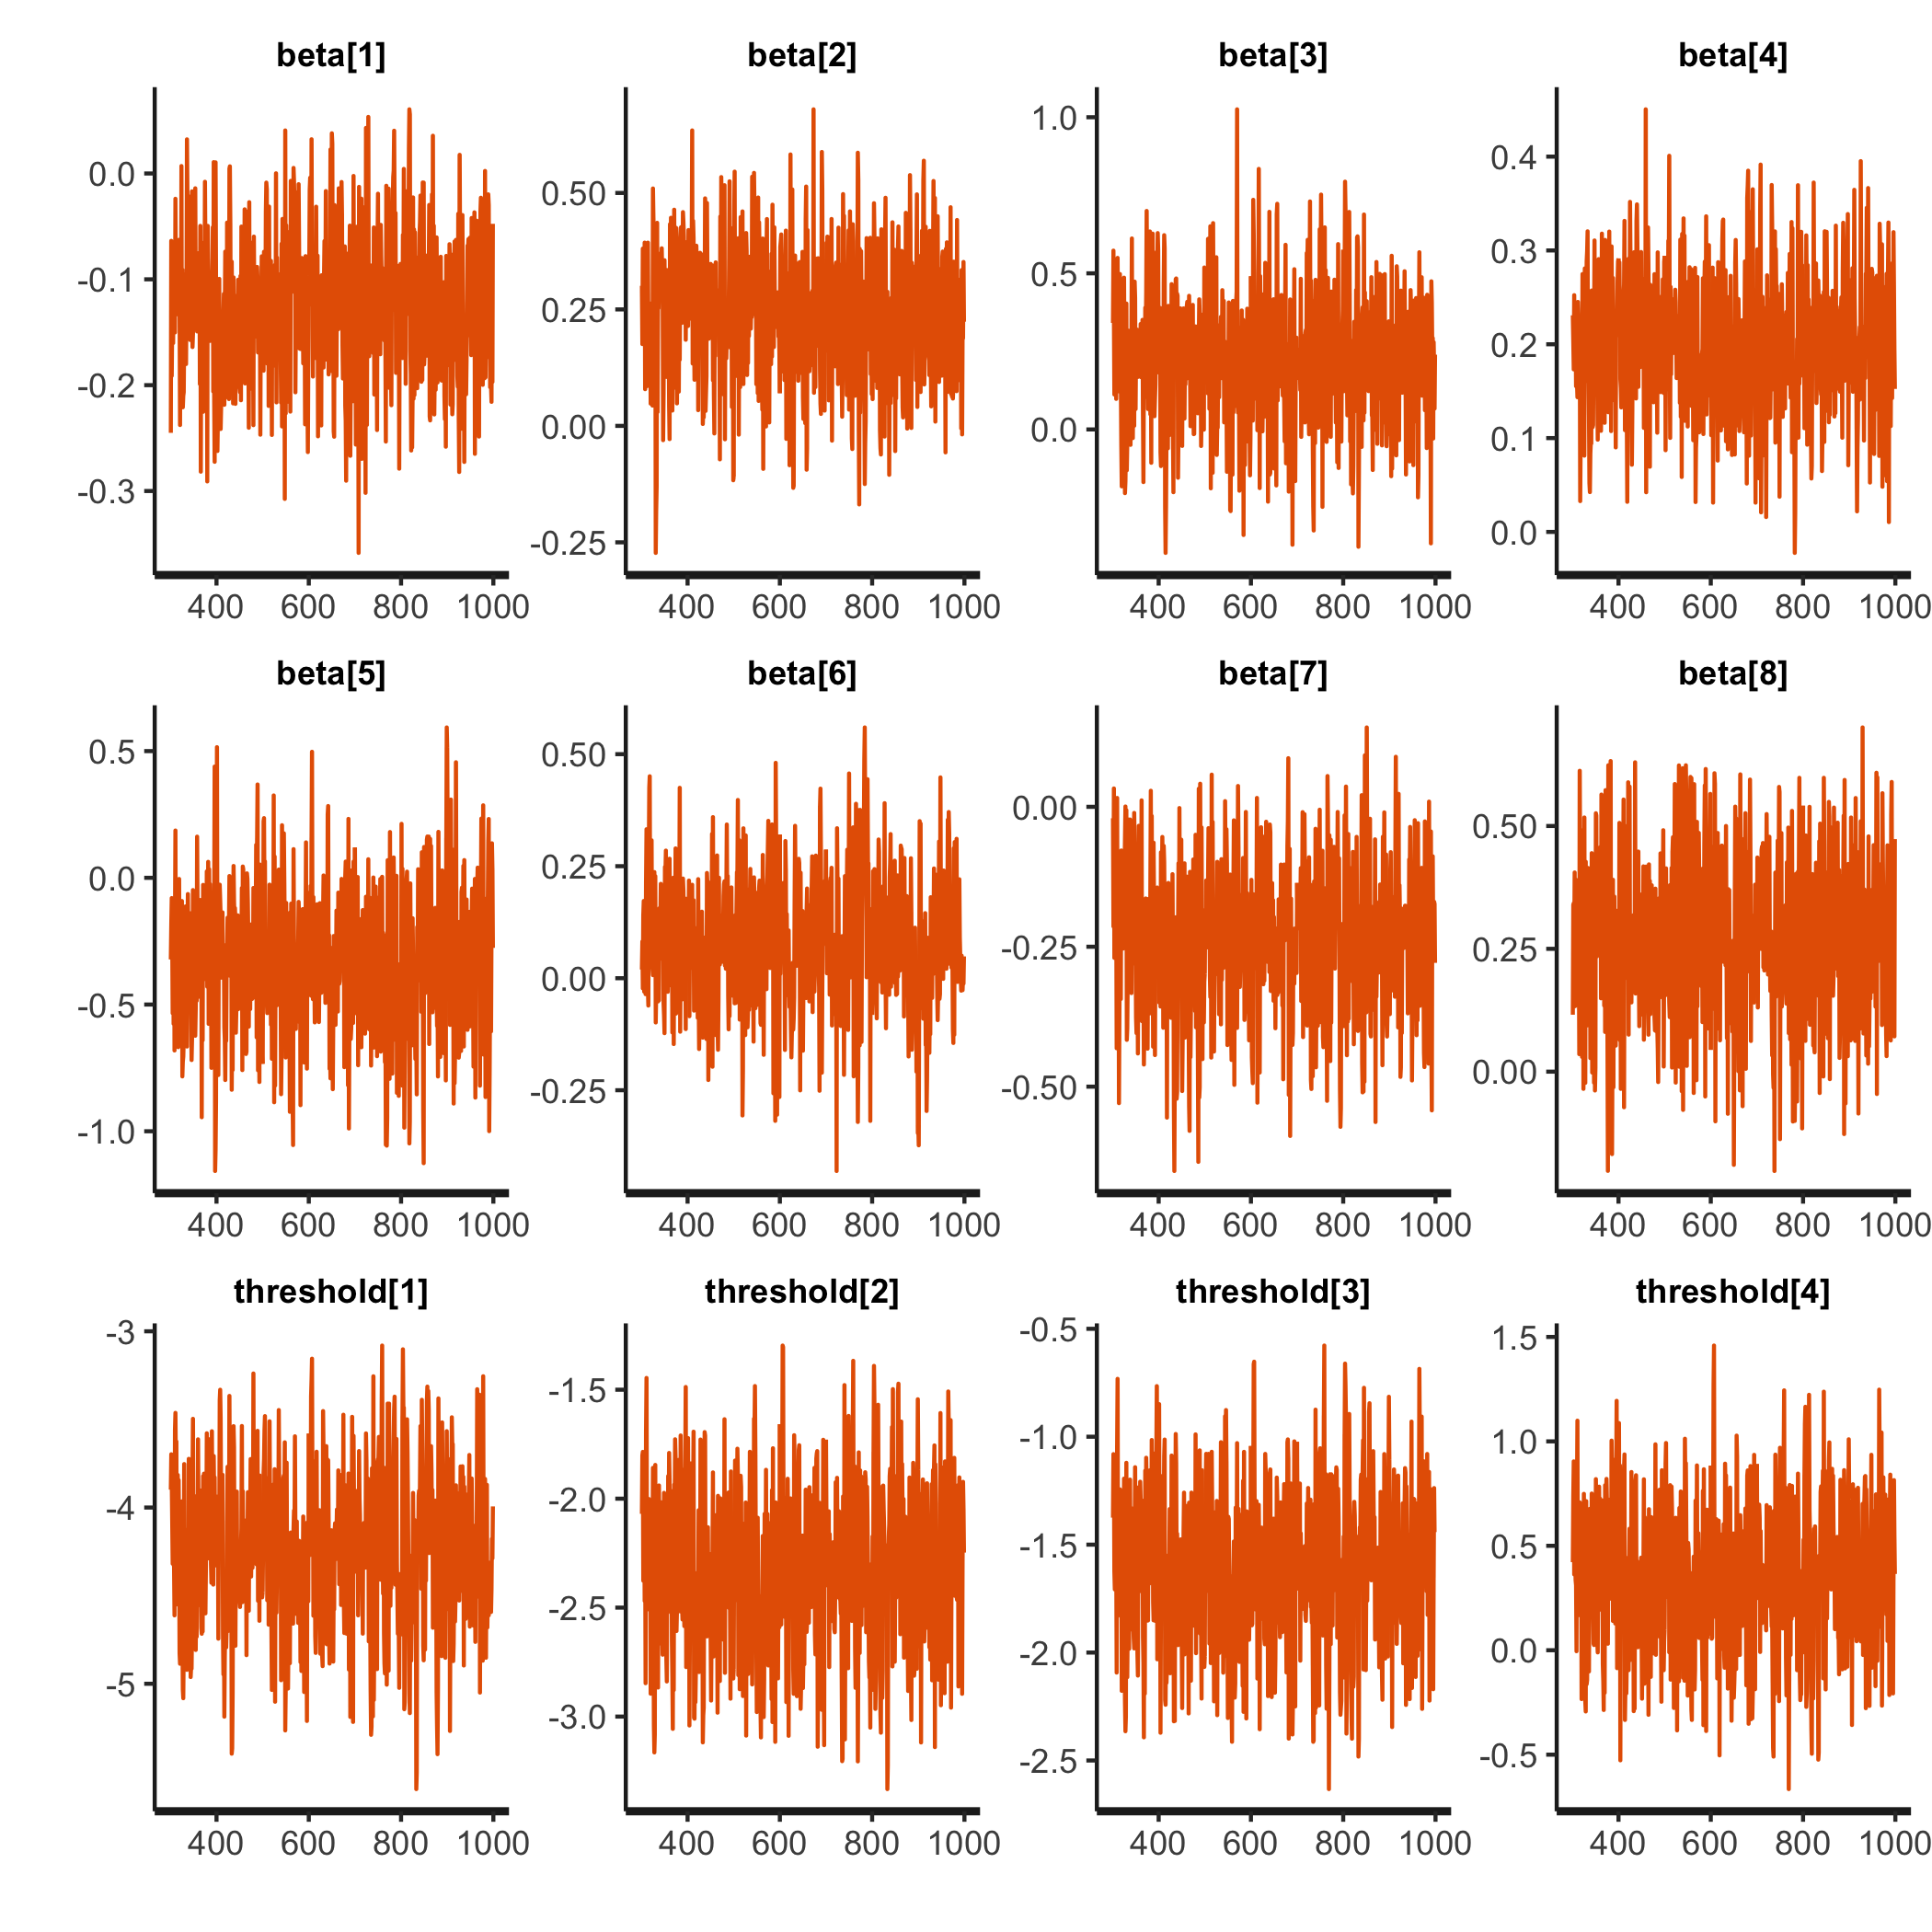 beta[1] beta[2] beta[3] beta[4]
0.0 -0.1 -0.2 -0.3
0.50 0.25 0.00 -0.25
1.0 0.5 0.0
0.4 0.3 0.2 0.1 0.0
400 600 800 1000 400 600 800 1000 400 600 800 1000 400 600 800 1000
beta[5] beta[6] beta[7] beta[8]
0.5 0.0 -0.5 -1.0
0.50 0.25 0.00 -0.25
0.00 -0.25 -0.50
0.50 0.25 0.00
400 600 800 1000 400 600 800 1000 400 600 800 1000 400 600 800 1000
threshold[1] threshold[2] threshold[3] threshold[4]
-3 -4 -5
-1.5 -2.0 -2.5 -3.0
-0.5 -1.0 -1.5 -2.0 -2.5
1.5 1.0 0.5 0.0 -0.5
400 600 800 1000 400 600 800 1000 400 600 800 1000 400 600 800 1000